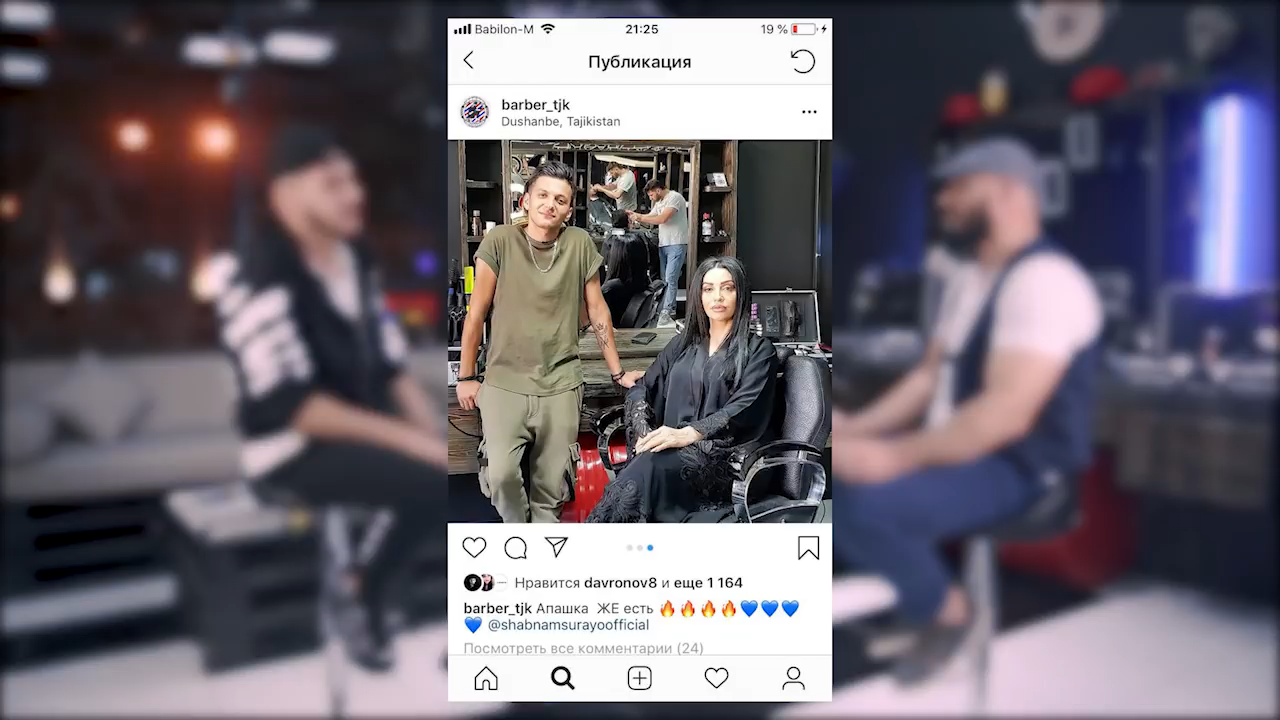 Babilon-M 21:25 19 %
Публикация
barber_tjk
Dushanbe, Tajikistan
Нравится davronov8 и еще 1 164
barber_tjk Апашка ЖЕ есть 🔥🔥🔥🔥💙💙💙
💙 @shabnamsurayoofficial
Посмотреть все комментарии (24)